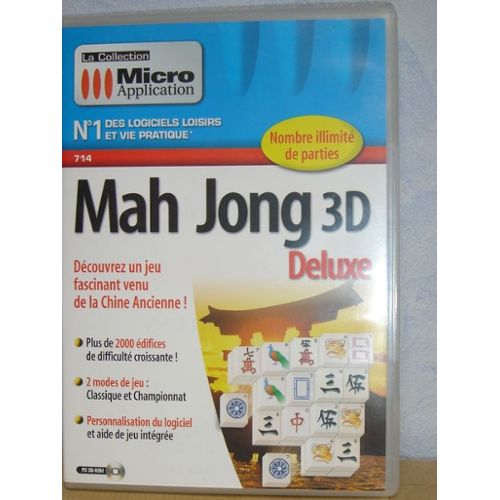 La Collection
Micro
Application
N°1 DES LOGICIELS LOISIRS
ET VIE PRATIQUE*
714
Nombre illimité
de parties
Mah Jong 3D
Deluxe
Découvrez un jeu
fascinant venu
de la Chine Ancienne !
Plus de 2000 édifices
de difficulté croissante !
2 modes de jeu :
Classique et Championnat
Personnalisation du logiciel
et aide de jeu intégrée
PC CD-ROM